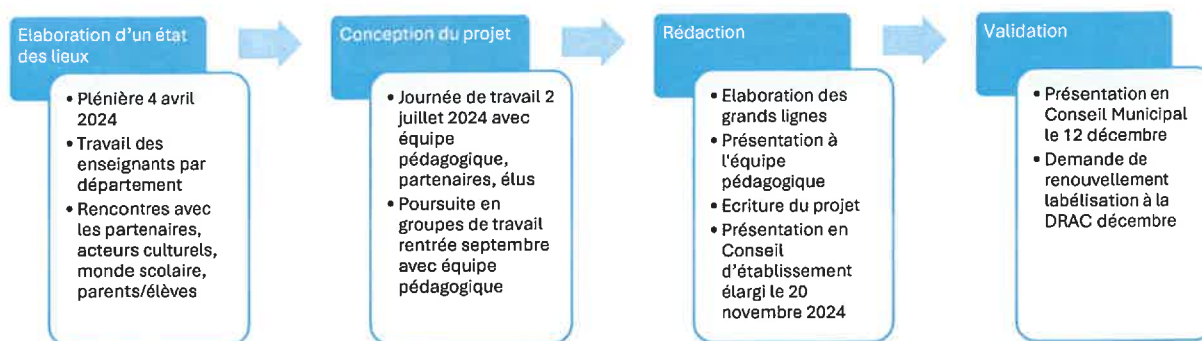 Elaboration d'un état
des lieux
• Plénière 4 avril
2024
• Travail des
enseignants par
département
• Rencontres avec
les partenaires,
acteurs culturels,
monde scolaire,
parents/élèves
Conception du projet
• Journée de travail 2
juillet 2024 avec
équipe
pédagogique,
partenaires, élus
• Poursuite en
groupes de travail
rentrée septembre
avec équipe
pédagogique
Rédaction
• Elaboration des
grands lignes
• Présentation à
l'équipe
pédagogique
• Ecriture du projet
• Présentation en
Conseil
d'établissement
élargi le 20
novembre 2024
Validation
• Présentation en
Conseil Municipal
le 12 décembre
• Demande de
renouvellement
labélisation à la
DRAC décembre